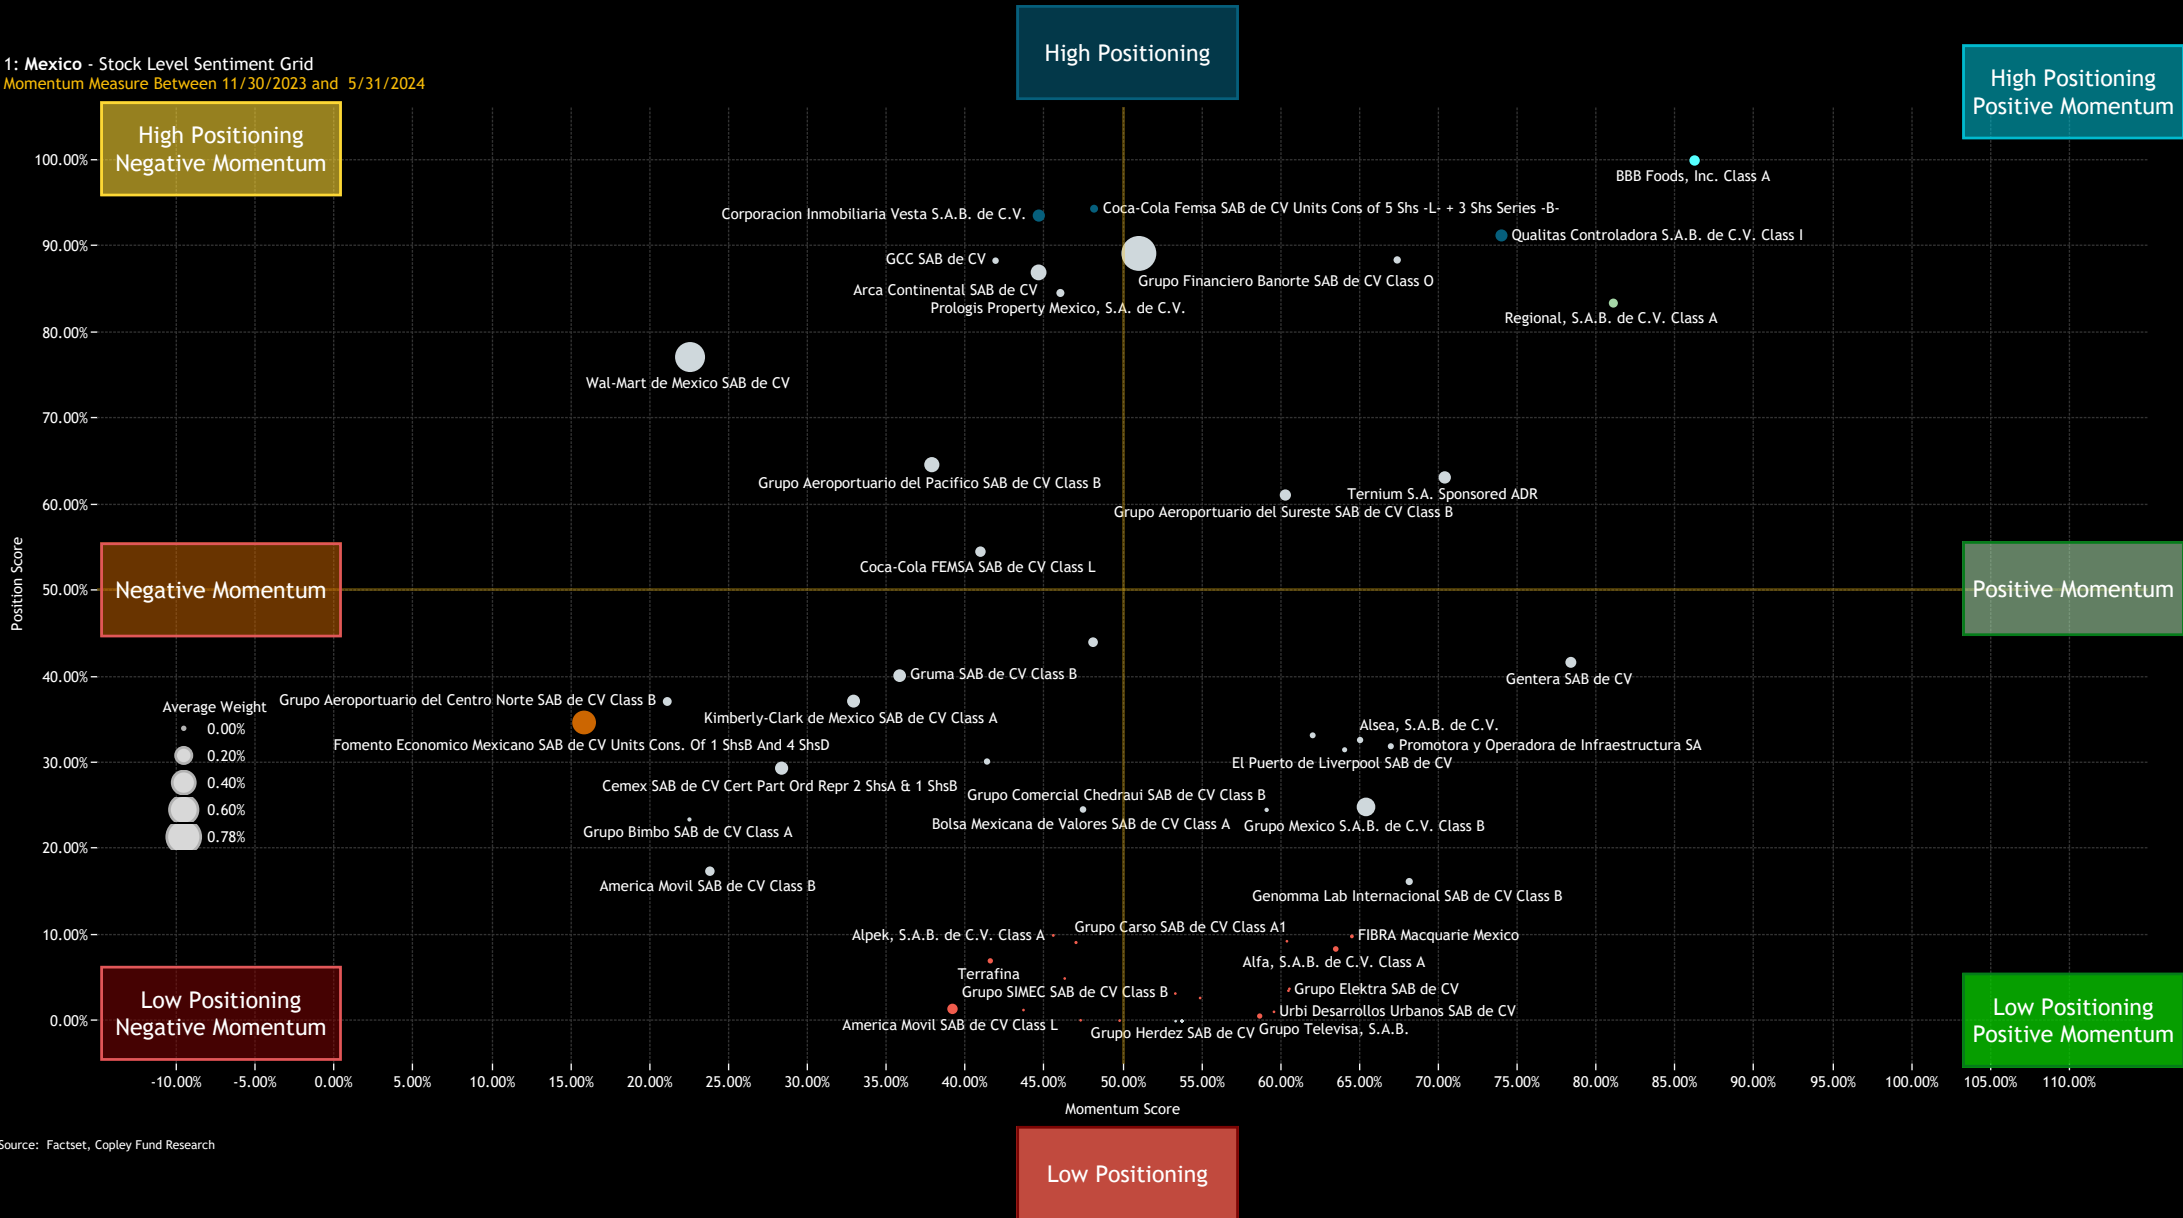 High Positioning
1: Mexico - Stock Level Sentiment Grid
Momentum Measure Between 11/30/2023 and 5/31/2024
High Positioning
Positive Momentum
High Positioning
Negative Momentum
100.00%
BBB Foods, Inc. Class A
Corporacion Inmobiliaria Vesta S.A.B. de C.V.
Coca-Cola Femsa SAB de CV Units Cons of 5 Shs -L- + 3 Shs Series -B-
Qualitas Controladora S.A.B. de C.V. Class I
90.00%
GCC SAB de CV
Grupo Financiero Banorte SAB de CV Class O
Arca Continental SAB de CV
Prologis Property Mexico, S.A. de C.V.
Regional, S.A.B. de C.V. Class A
80.00%
Wal-Mart de Mexico SAB de CV
70.00%
Grupo Aeroportuario del Pacifico SAB de CV Class B
Ternium S.A. Sponsored ADR
60.00%
Grupo Aeroportuario del Sureste SAB de CV Class B
Coca-Cola FEMSA SAB de CV Class L
Position Score
Negative Momentum
50.00%
Positive Momentum
40.00%
Gruma SAB de CV Class B
Gentera SAB de CV
Grupo Aeroportuario del Centro Norte SAB de CV Class B
Kimberly-Clark de Mexico SAB de CV Class A
Alsea, S.A.B. de C.V.
Fomento Economico Mexicano SAB de CV Units Cons. Of 1 ShsB And 4 ShsD
Promotora y Operadora de Infraestructura SA
El Puerto de Liverpool SAB de CV
30.00%
Cemex SAB de CV Cert Part Ord Repr 2 ShsA & 1 ShsB
Grupo Comercial Chedraui SAB de CV Class B
Bolsa Mexicana de Valores SAB de CV Class A
Grupo Mexico S.A.B. de C.V. Class B
Grupo Bimbo SAB de CV Class A
20.00%
America Movil SAB de CV Class B
Genomma Lab Internacional SAB de CV Class B
Average Weight
0.00%
0.20%
0.40%
0.60%
0.78%
10.00%
Alpek, S.A.B. de C.V. Class A
Grupo Carso SAB de CV Class A1
FIBRA Macquarie Mexico
Alfa, S.A.B. de C.V. Class A
Terrafina
Grupo SIMEC SAB de CV Class B
Grupo Elektra SAB de CV
Urbi Desarrollos Urbanos SAB de CV
America Movil SAB de CV Class L
Grupo Herdez SAB de CV
Grupo Televisa, S.A.B.
0.00%
Low Positioning
Negative Momentum
Low Positioning
Positive Momentum
-10.00% -5.00% 0.00% 5.00% 10.00% 15.00% 20.00% 25.00% 30.00% 35.00% 40.00% 45.00% 50.00% 55.00% 60.00% 65.00% 70.00% 75.00% 80.00% 85.00% 90.00% 95.00% 100.00% 105.00% 110.00%
Momentum Score
Source: Factset, Copley Fund Research
Low Positioning